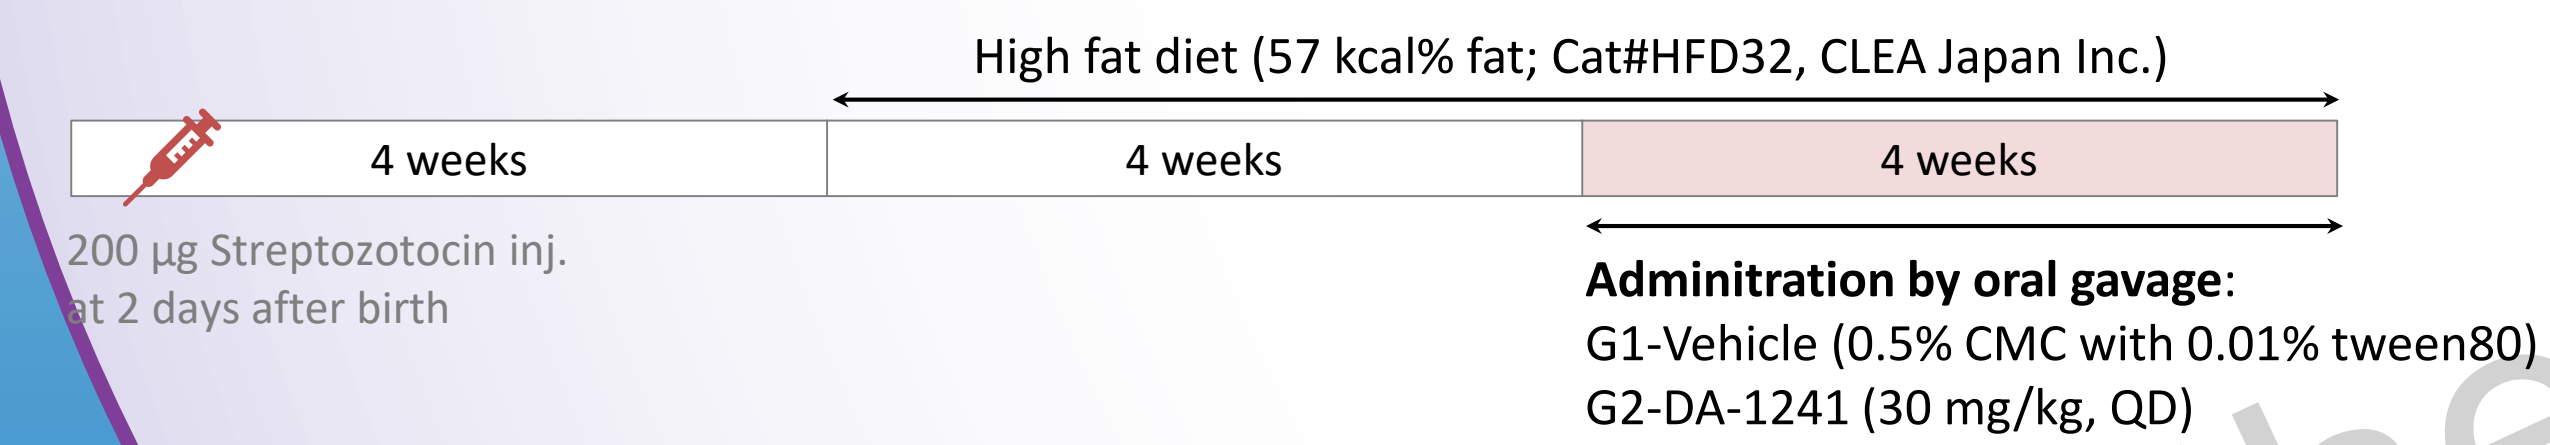 High fat diet (57 kcal% fat; Cat#HFD32, CLEA Japan Inc.)
4 weeks
4 weeks
4 weeks
200 µg Streptozotocin inj.
at 2 days after birth
Adminitration by oral gavage:
G1-Vehicle (0.5% CMC with 0.01% tween80)
G2-DA-1241 (30 mg/kg, QD)